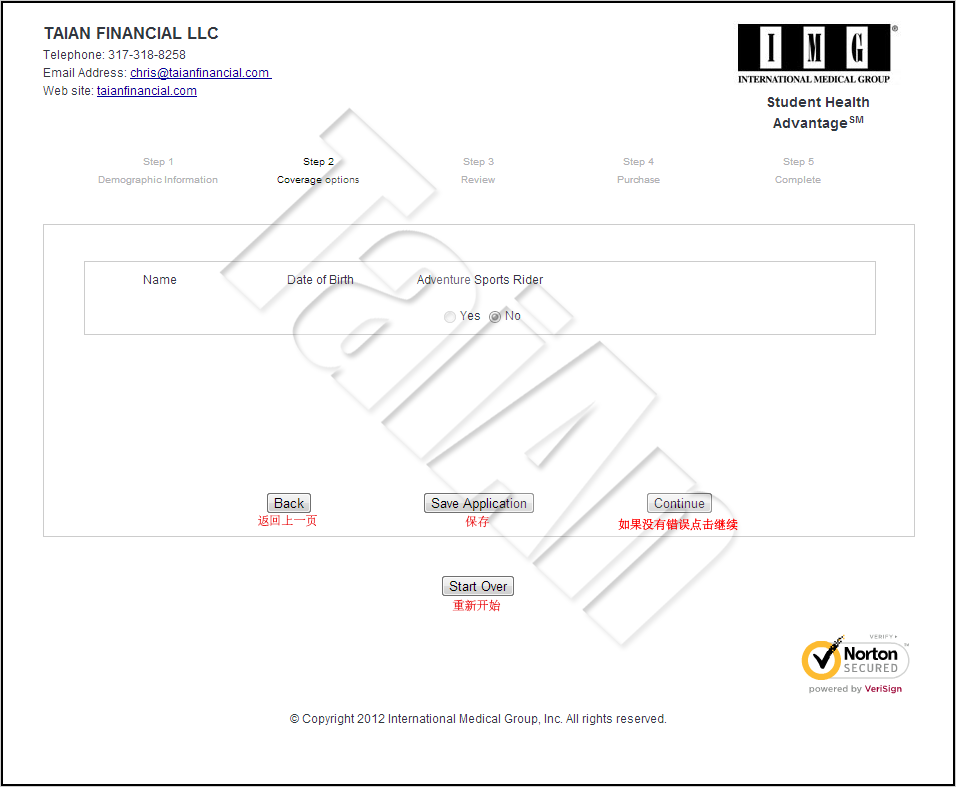 TAIAN FINANCIAL LLC
Telephone: 317-318-8258
Email Address: chris@taianfinancial.com
Web site: taianfinancial.com
IMG®
INTERNATIONAL MEDICAL GROUP
Student Health
Advantage℠
Step 1
Demographic Information
Step 2
Coverage options
Step 3
Review
Step 4
Purchase
Step 5
Complete
Name Date of Birth Adventure Sports Rider
Yes No
TaiAn
Back Save Application Continue
返回上一页 保存 如果没有错误点击继续
Start Over
重新开始
VERIFY
Norton™
SECURED
powered by VeriSign
© Copyright 2012 International Medical Group, Inc. All rights reserved.